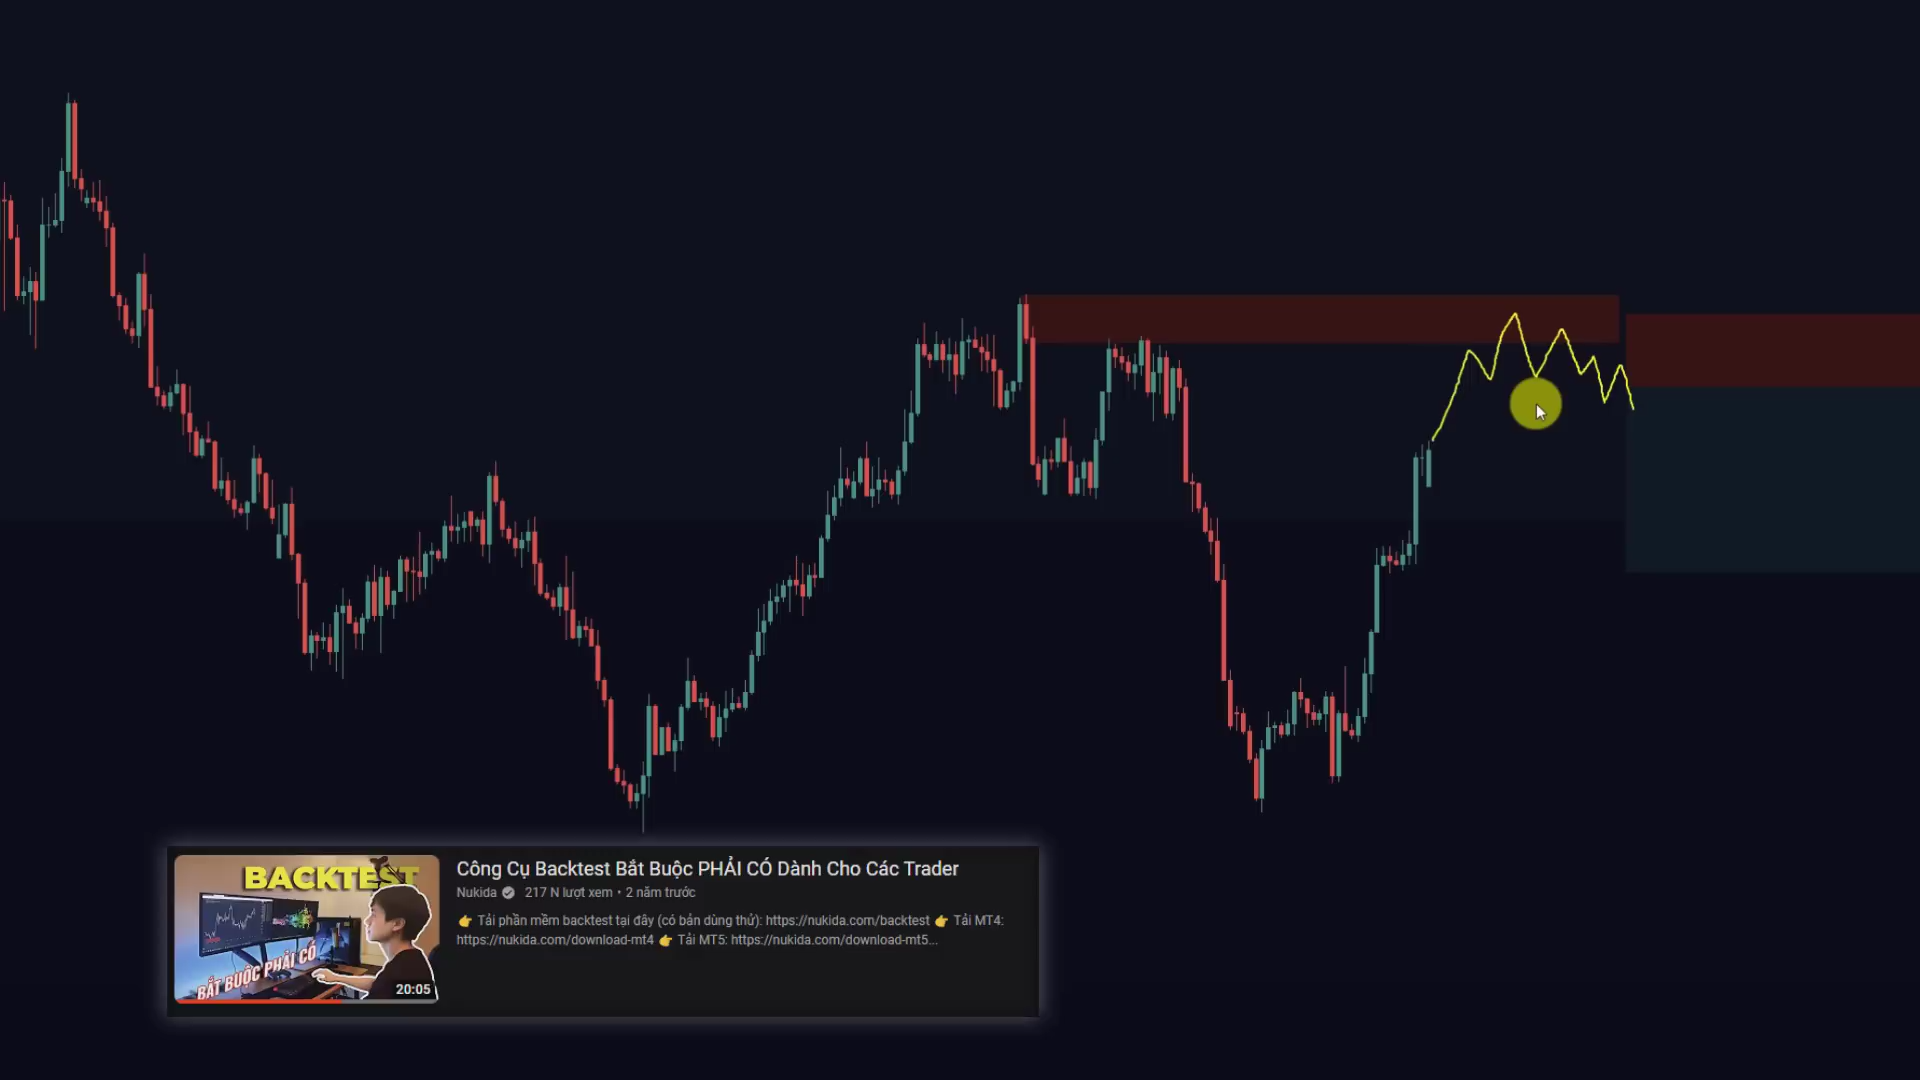 BACKTEST
BẮT BUỘC PHẢI CÓ
20:05
Công Cụ Backtest Bắt Buộc PHẢI CÓ Dành Cho Các Trader
Nukida 217 N lượt xem • 2 năm trước
👉 Tải phần mềm backtest tại đây (có bản dùng thử): https://nukida.com/backtest 👉 Tải MT4:
https://nukida.com/download-mt4 👉 Tải MT5: https://nukida.com/download-mt5...